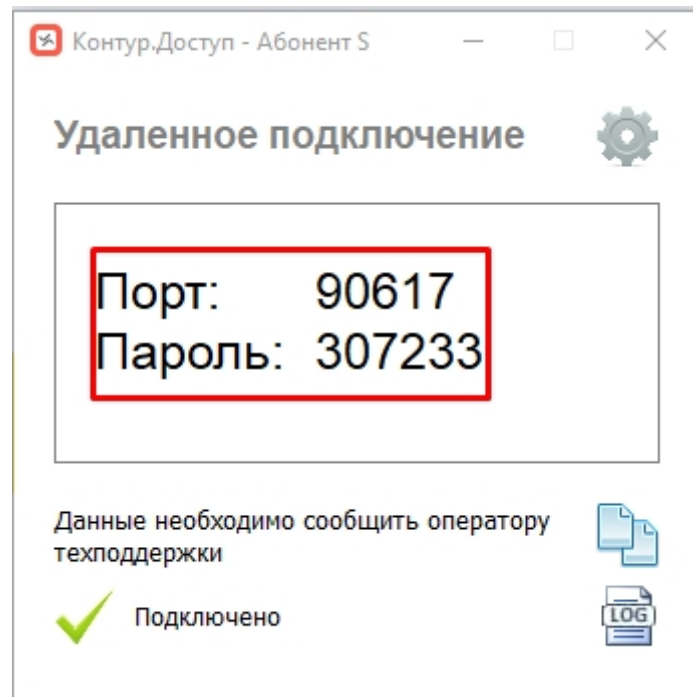 Контур.Доступ - Абонент S
Удаленное подключение
Порт: 90617
Пароль: 307233
Данные необходимо сообщить оператору
техподдержки
Подключено
LOG